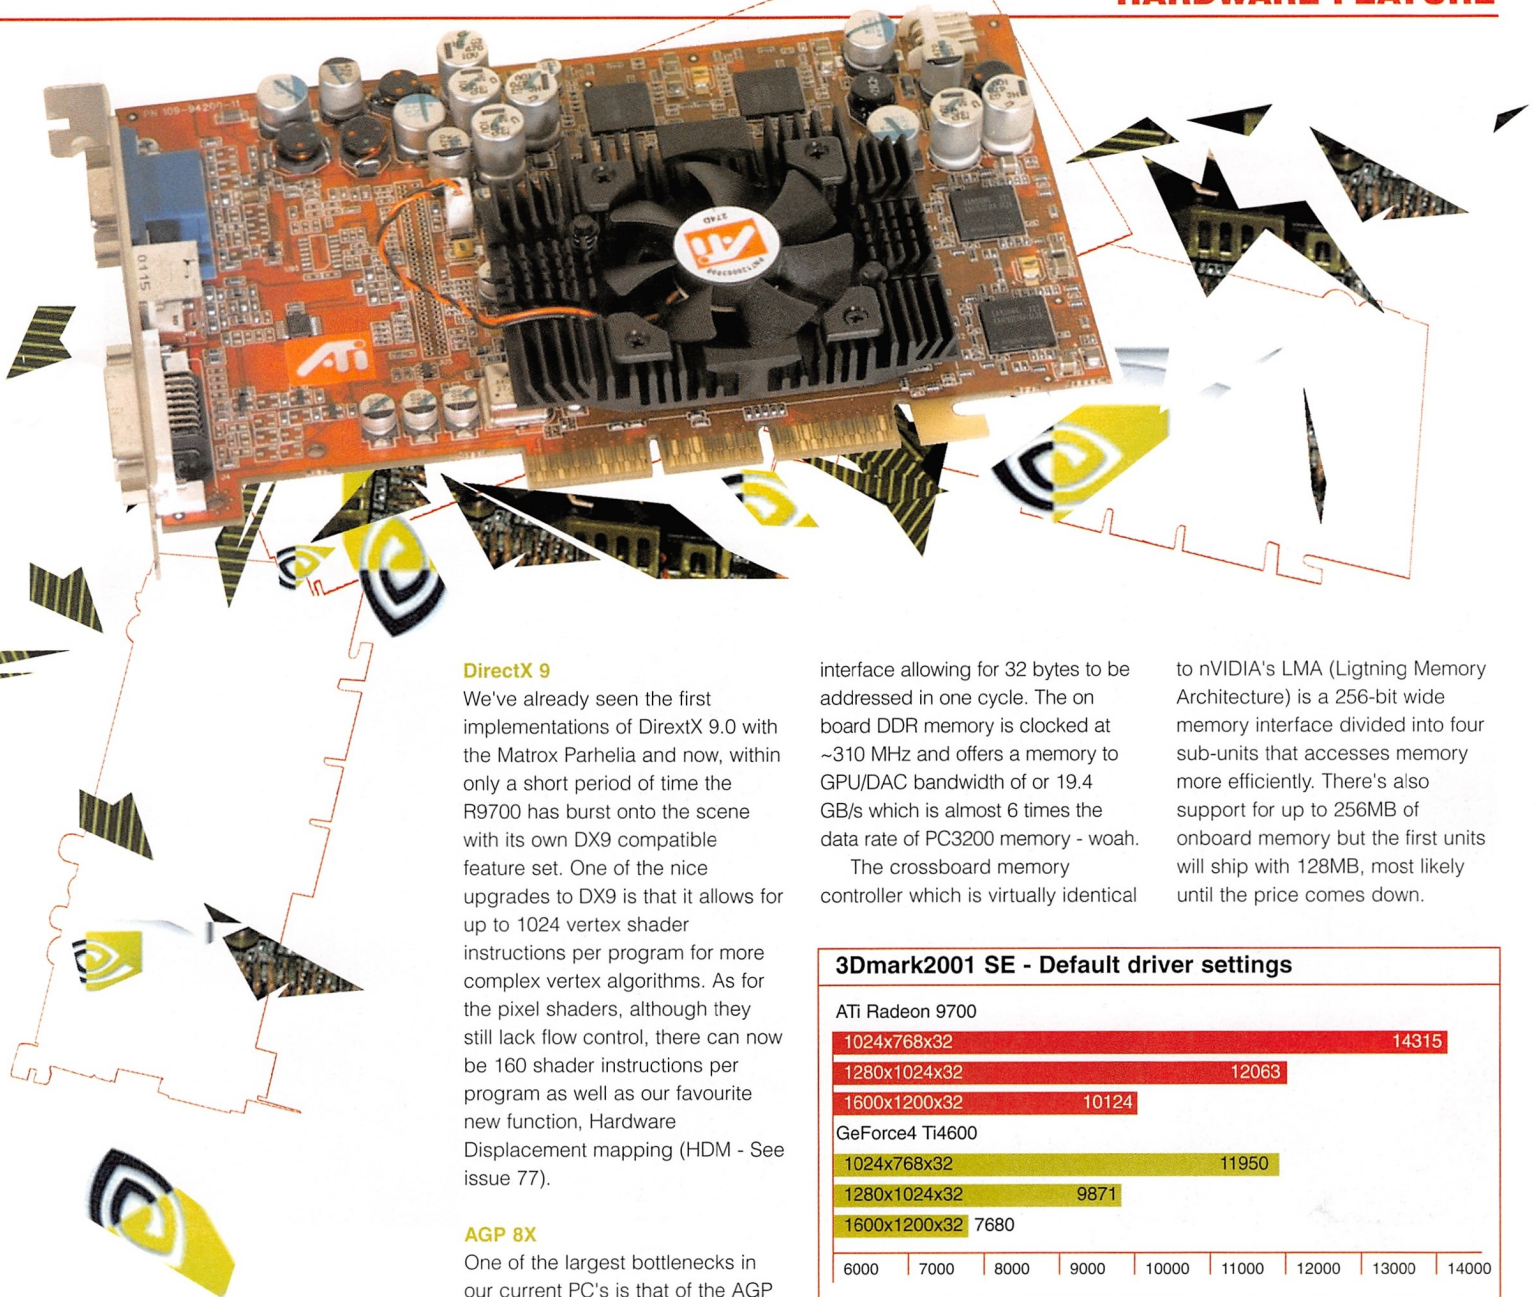 HARDWARE FEATURE
PN 109-94200-11
0115
274D
ATi
ATi
DirectX 9
We've already seen the first
implementations of DirextX 9.0 with
the Matrox Parhelia and now, within
only a short period of time the
R9700 has burst onto the scene
with its own DX9 compatible
feature set. One of the nice
upgrades to DX9 is that it allows for
up to 1024 vertex shader
instructions per program for more
complex vertex algorithms. As for
the pixel shaders, although they
still lack flow control, there can now
be 160 shader instructions per
program as well as our favourite
new function, Hardware
Displacement mapping (HDM - See
issue 77).
AGP 8X
One of the largest bottlenecks in
our current PC's is that of the AGP
interface allowing for 32 bytes to be
addressed in one cycle. The on
board DDR memory is clocked at
~310 MHz and offers a memory to
GPU/DAC bandwidth of or 19.4
GB/s which is almost 6 times the
data rate of PC3200 memory - woah.
The crossboard memory
controller which is virtually identical
to nVIDIA's LMA (Ligtning Memory
Architecture) is a 256-bit wide
memory interface divided into four
sub-units that accesses memory
more efficiently. There's also
support for up to 256MB of
onboard memory but the first units
will ship with 128MB, most likely
until the price comes down.
3Dmark2001 SE - Default driver settings
ATi Radeon 9700
1024x768x32 14315
1280x1024x32 12063
1600x1200x32 10124
GeForce4 Ti4600
1024x768x32 11950
1280x1024x32 9871
1600x1200x32 7680
6000 7000 8000 9000 10000 11000 12000 13000 14000